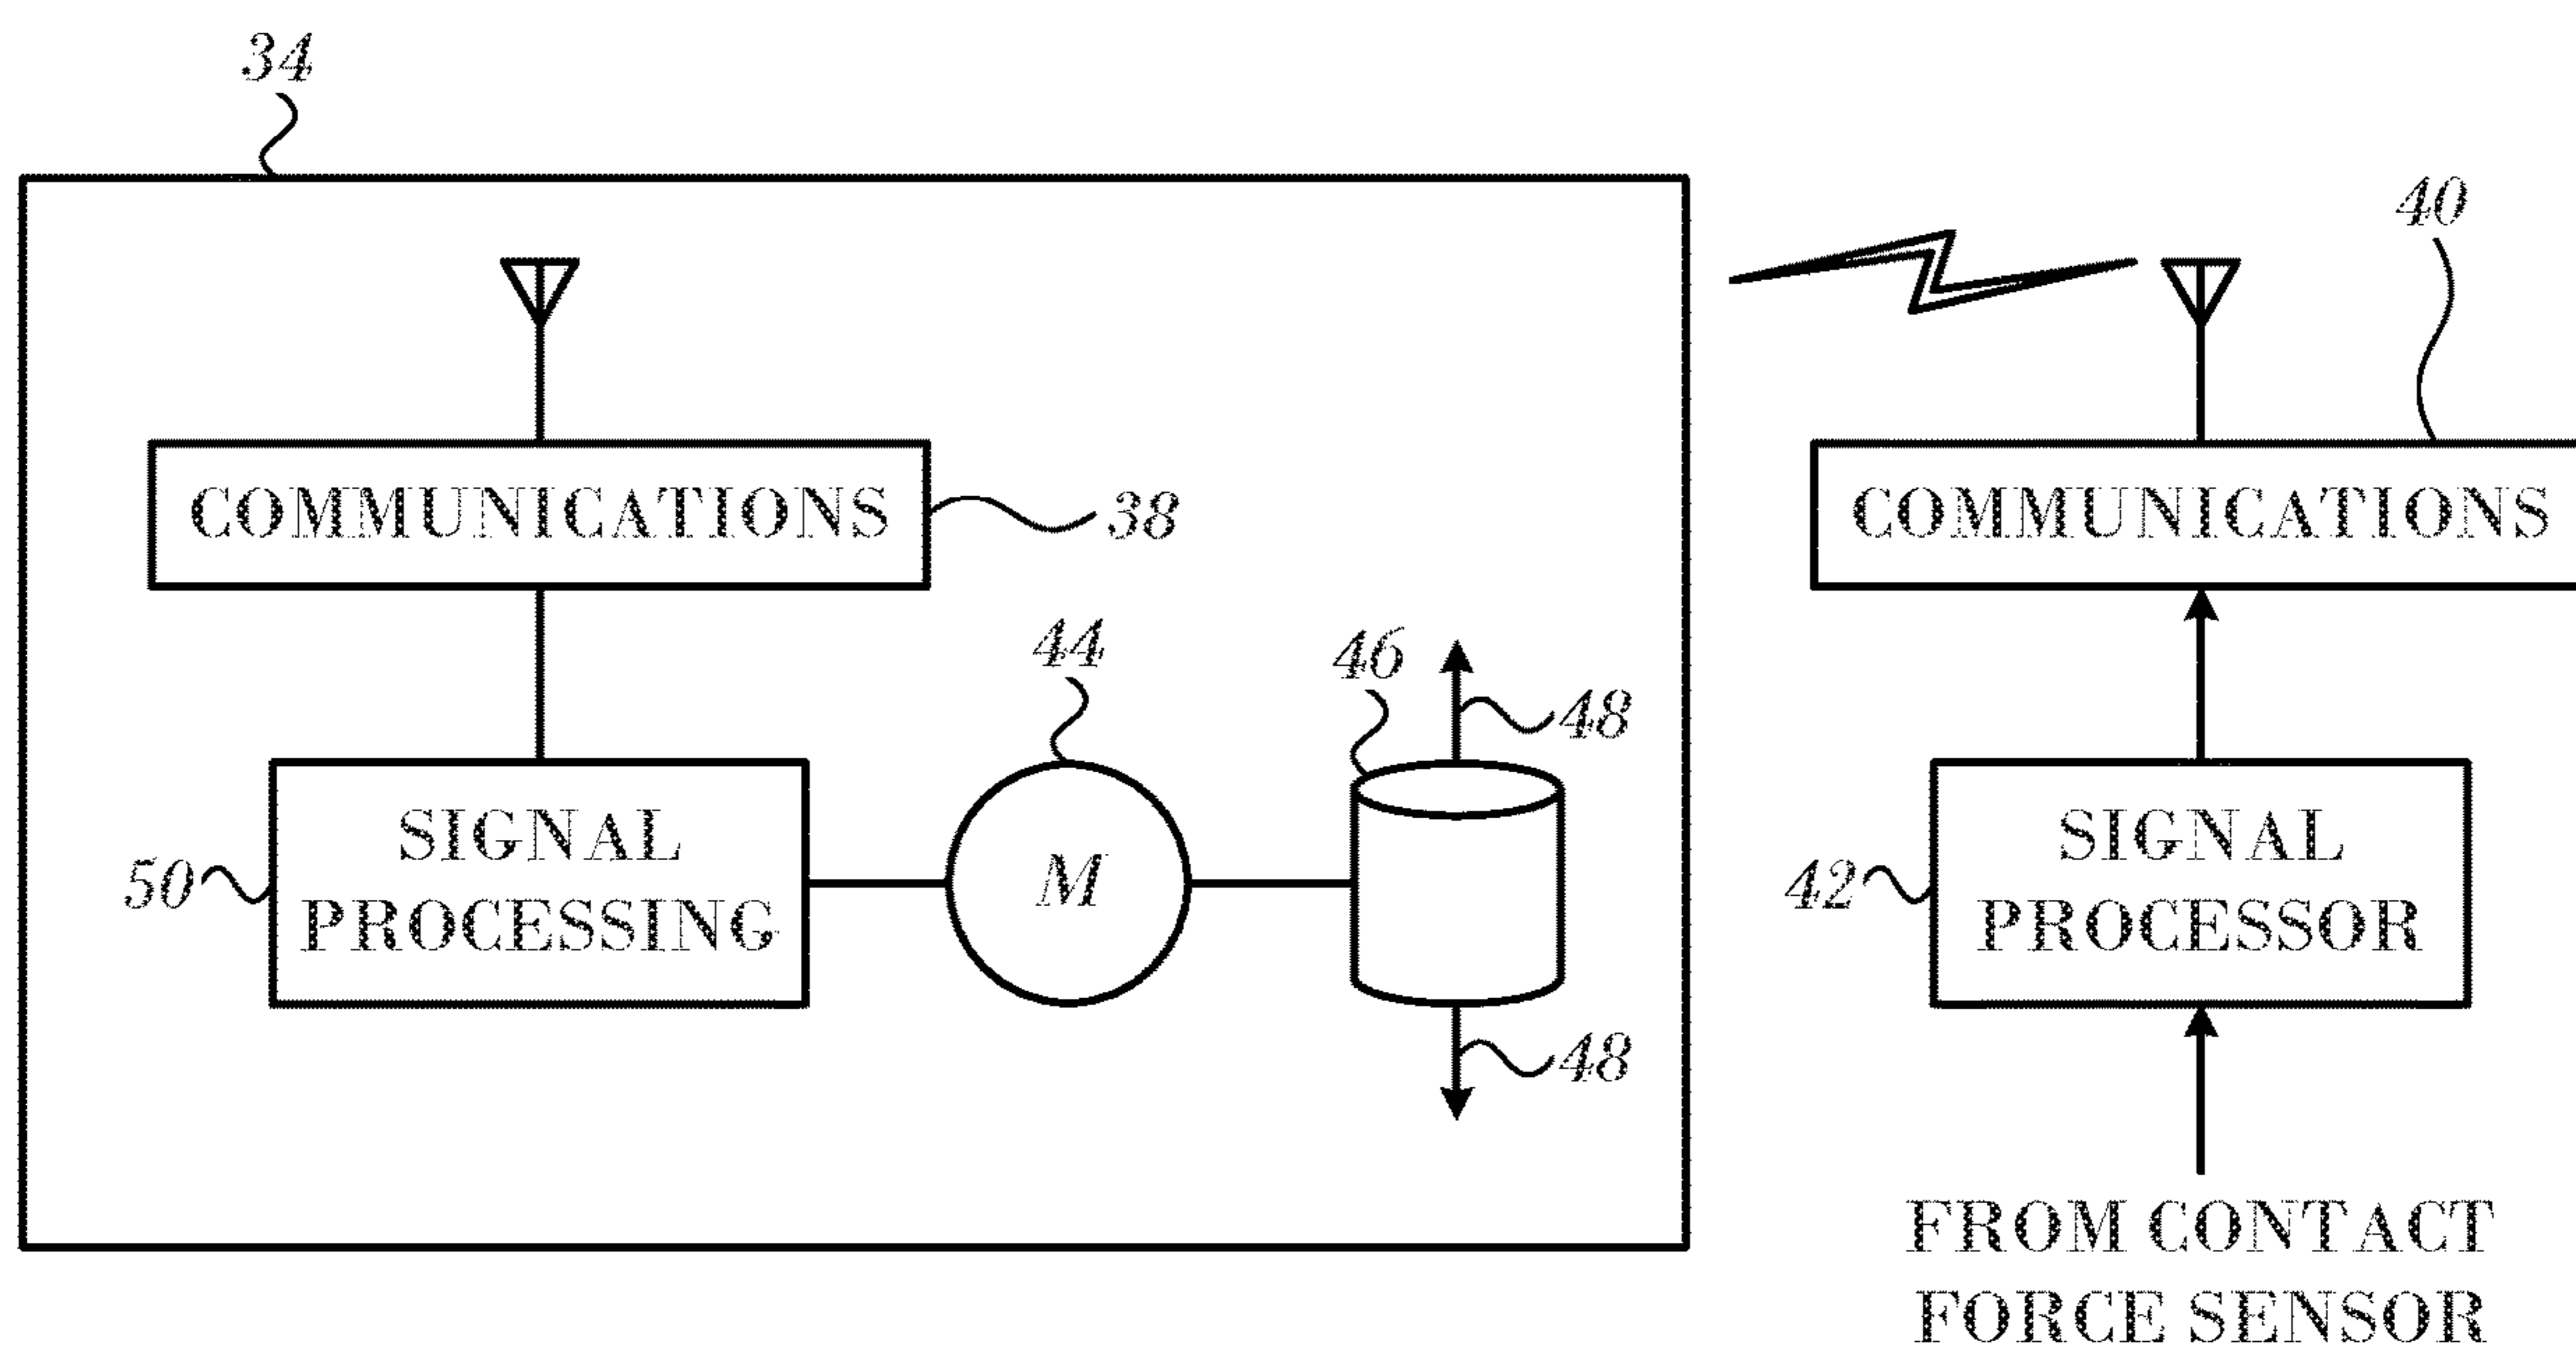 34
40
COMMUNICATIONS
38
COMMUNICATIONS
44
46
48
50
SIGNAL
PROCESSING
M
42
SIGNAL
PROCESSOR
48
FROM CONTACT
FORCE SENSOR